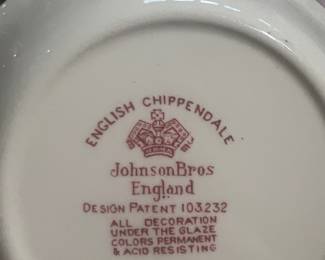 ENGLISH CHIPPENDALE
JohnsonBros
England
DESIGN PATENT 103232
ALL DECORATION
UNDER THE GLAZE
COLORS PERMANENT
& ACID RESISTING